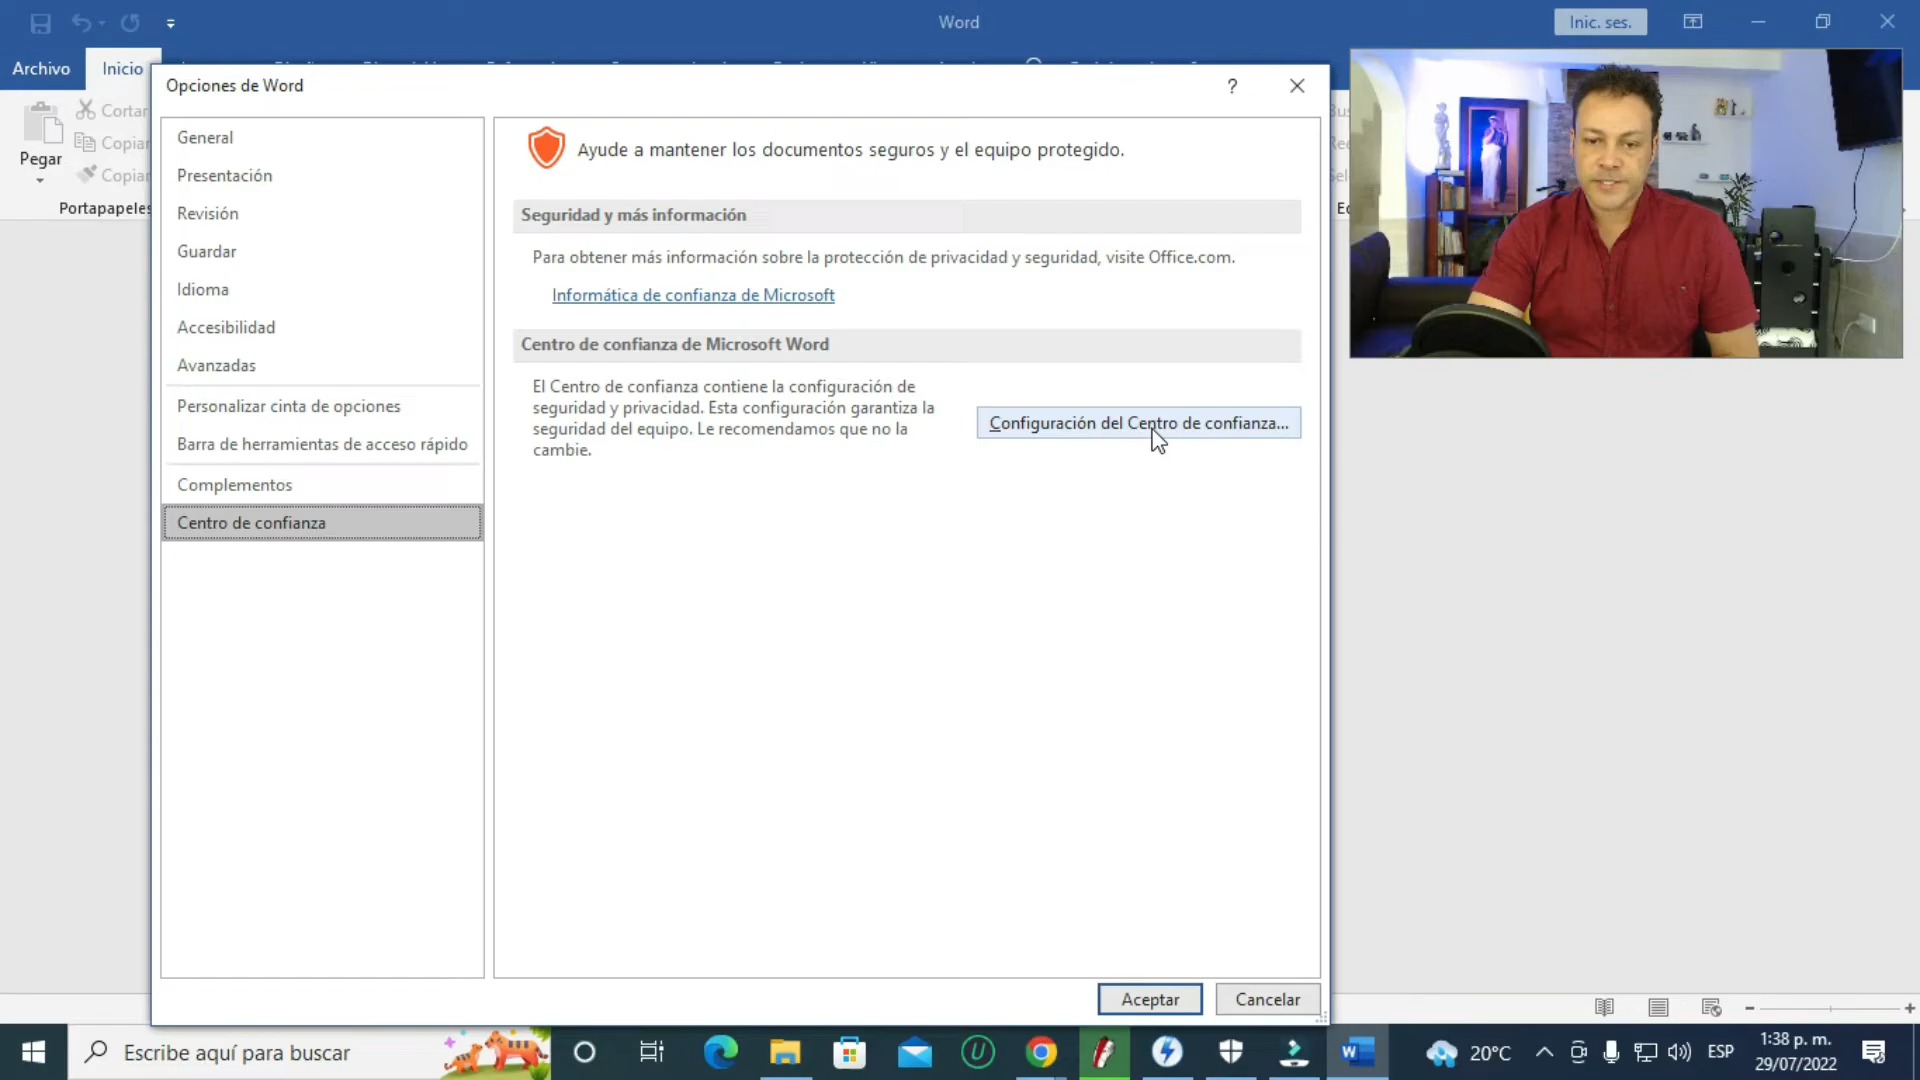 Word
Inic. ses.
Archivo
Inicio
Cortar
Copiar
Copiar
Pegar
Portapapeles
Opciones de Word
?
General
Presentación
Revisión
Guardar
Idioma
Accesibilidad
Avanzadas
Personalizar cinta de opciones
Barra de herramientas de acceso rápido
Complementos
Centro de confianza
Ayude a mantener los documentos seguros y el equipo protegido.
Seguridad y más información
Para obtener más información sobre la protección de privacidad y seguridad, visite Office.com.
Informática de confianza de Microsoft
Centro de confianza de Microsoft Word
El Centro de confianza contiene la configuración de
seguridad y privacidad. Esta configuración garantiza la
seguridad del equipo. Le recomendamos que no la
cambie.
Configuración del Centro de confianza...
Aceptar
Cancelar
Escribe aquí para buscar
20°C
ESP
1:38 p. m.
29/07/2022